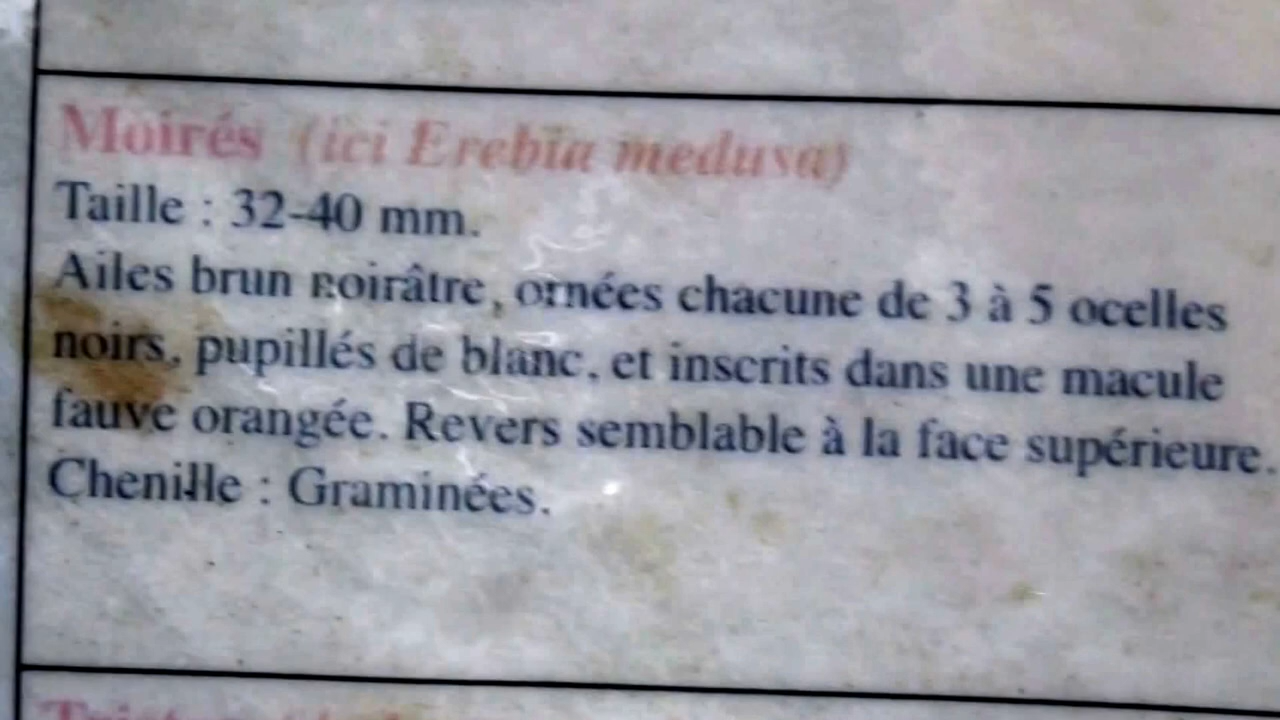 Moirés (ici Erebia medusa)
Taille : 32-40 mm.
Ailes brun noirâtre, ornées chacune de 3 à 5 ocelles
noirs, pupillés de blanc, et inscrits dans une macule
fauve orangée. Revers semblable à la face supérieure.
Chenille : Graminées.